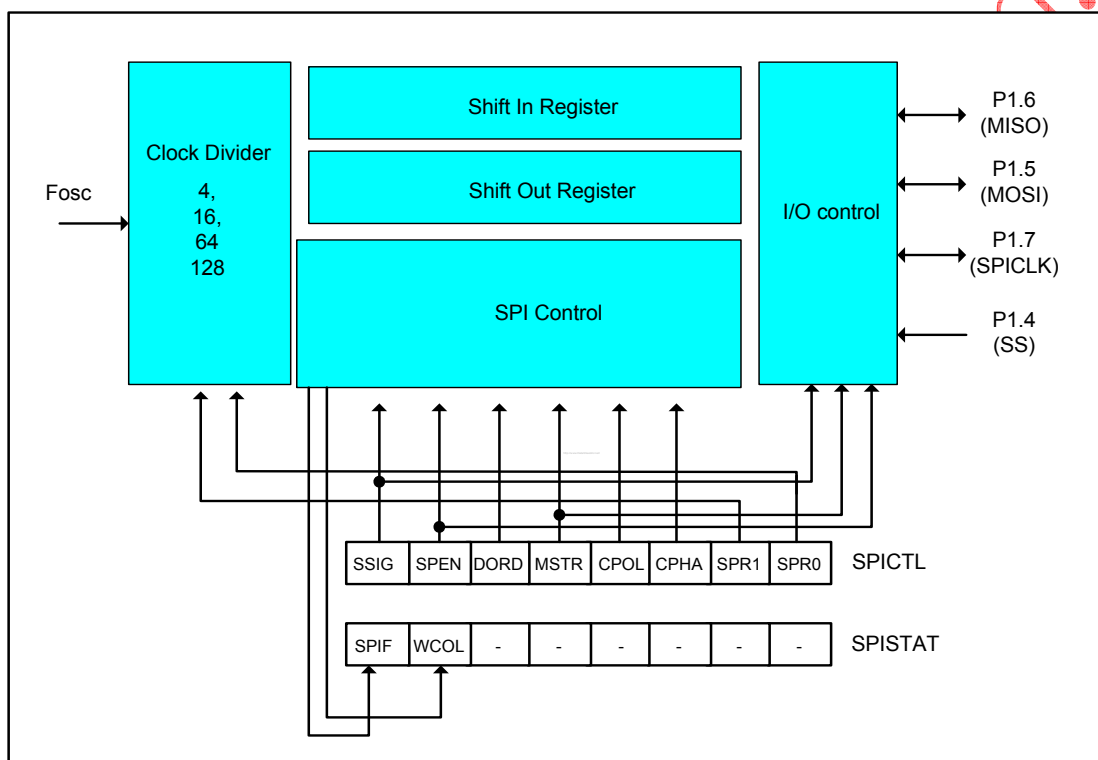 Shift In Register
Clock Divider
4,
16,
64
128
Fosc
Shift Out Register
SPI Control
I/O control
P1.6
(MISO)
P1.5
(MOSI)
P1.7
(SPICLK)
P1.4
(SS)
SSIG SPEN DORD MSTR CPOL CPHA SPR1 SPR0 SPICTL
SPIF WCOL - - - - - - SPISTAT